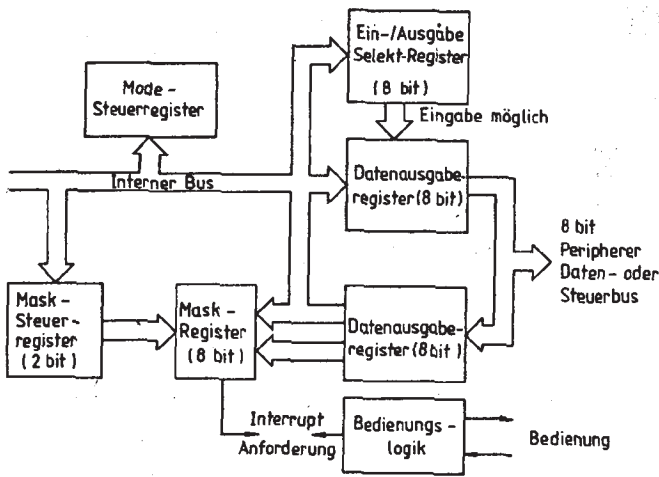 Ein-/Ausgabe
Selekt-Register
(8 bit)
Mode-
Steuerregister
Eingabe möglich
Interner Bus
Datenausgabe-
register (8 bit)
8 bit
Peripherer
Daten- oder
Steuerbus
Mask-
Steuer-
register
(2 bit)
Mask-
Register
(8 bit)
Datenausgabe-
register (8 bit)
Interrupt
Anforderung
Bedienungs-
logik
Bedienung